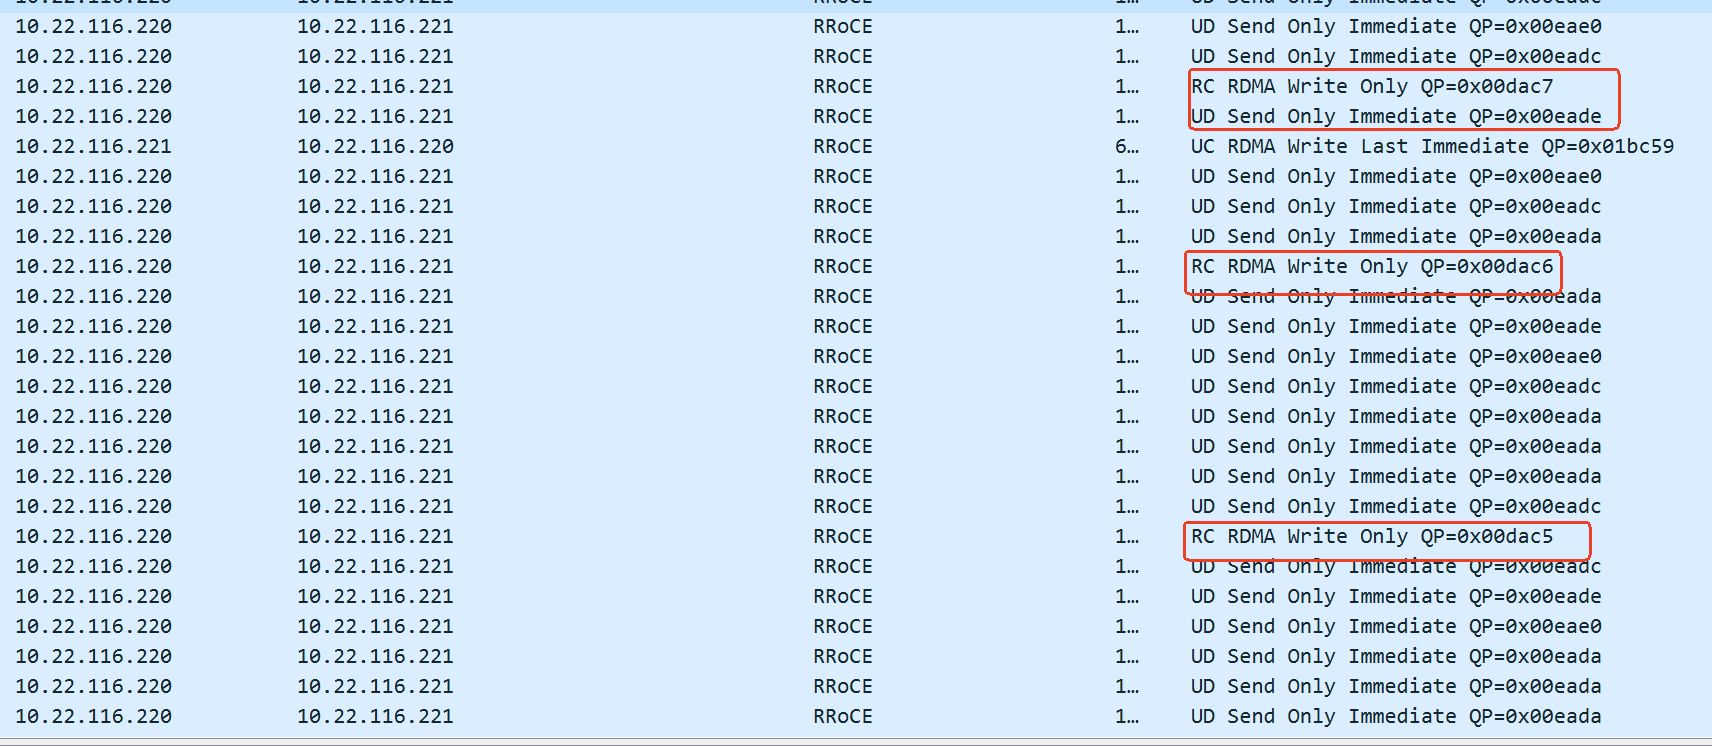 10.22.116.220 10.22.116.221 RRoCE 1… UD Send Only Immediate QP=0x00eae0
10.22.116.220 10.22.116.221 RRoCE 1… UD Send Only Immediate QP=0x00eadc
10.22.116.220 10.22.116.221 RRoCE 1… RC RDMA Write Only QP=0x00dac7
10.22.116.220 10.22.116.221 RRoCE 1… UD Send Only Immediate QP=0x00eade
10.22.116.221 10.22.116.220 RRoCE 6… UC RDMA Write Last Immediate QP=0x01bc59
10.22.116.220 10.22.116.221 RRoCE 1… UD Send Only Immediate QP=0x00eae0
10.22.116.220 10.22.116.221 RRoCE 1… UD Send Only Immediate QP=0x00eadc
10.22.116.220 10.22.116.221 RRoCE 1… UD Send Only Immediate QP=0x00eada
10.22.116.220 10.22.116.221 RRoCE 1… RC RDMA Write Only QP=0x00dac6
10.22.116.220 10.22.116.221 RRoCE 1… UD Send Only Immediate QP=0x00eada
10.22.116.220 10.22.116.221 RRoCE 1… UD Send Only Immediate QP=0x00eade
10.22.116.220 10.22.116.221 RRoCE 1… UD Send Only Immediate QP=0x00eae0
10.22.116.220 10.22.116.221 RRoCE 1… UD Send Only Immediate QP=0x00eadc
10.22.116.220 10.22.116.221 RRoCE 1… UD Send Only Immediate QP=0x00eada
10.22.116.220 10.22.116.221 RRoCE 1… UD Send Only Immediate QP=0x00eada
10.22.116.220 10.22.116.221 RRoCE 1… UD Send Only Immediate QP=0x00eada
10.22.116.220 10.22.116.221 RRoCE 1… UD Send Only Immediate QP=0x00eadc
10.22.116.220 10.22.116.221 RRoCE 1… RC RDMA Write Only QP=0x00dac5
10.22.116.220 10.22.116.221 RRoCE 1… UD Send Only Immediate QP=0x00eadc
10.22.116.220 10.22.116.221 RRoCE 1… UD Send Only Immediate QP=0x00eade
10.22.116.220 10.22.116.221 RRoCE 1… UD Send Only Immediate QP=0x00eae0
10.22.116.220 10.22.116.221 RRoCE 1… UD Send Only Immediate QP=0x00eada
10.22.116.220 10.22.116.221 RRoCE 1… UD Send Only Immediate QP=0x00eada
10.22.116.220 10.22.116.221 RRoCE 1… UD Send Only Immediate QP=0x00eada